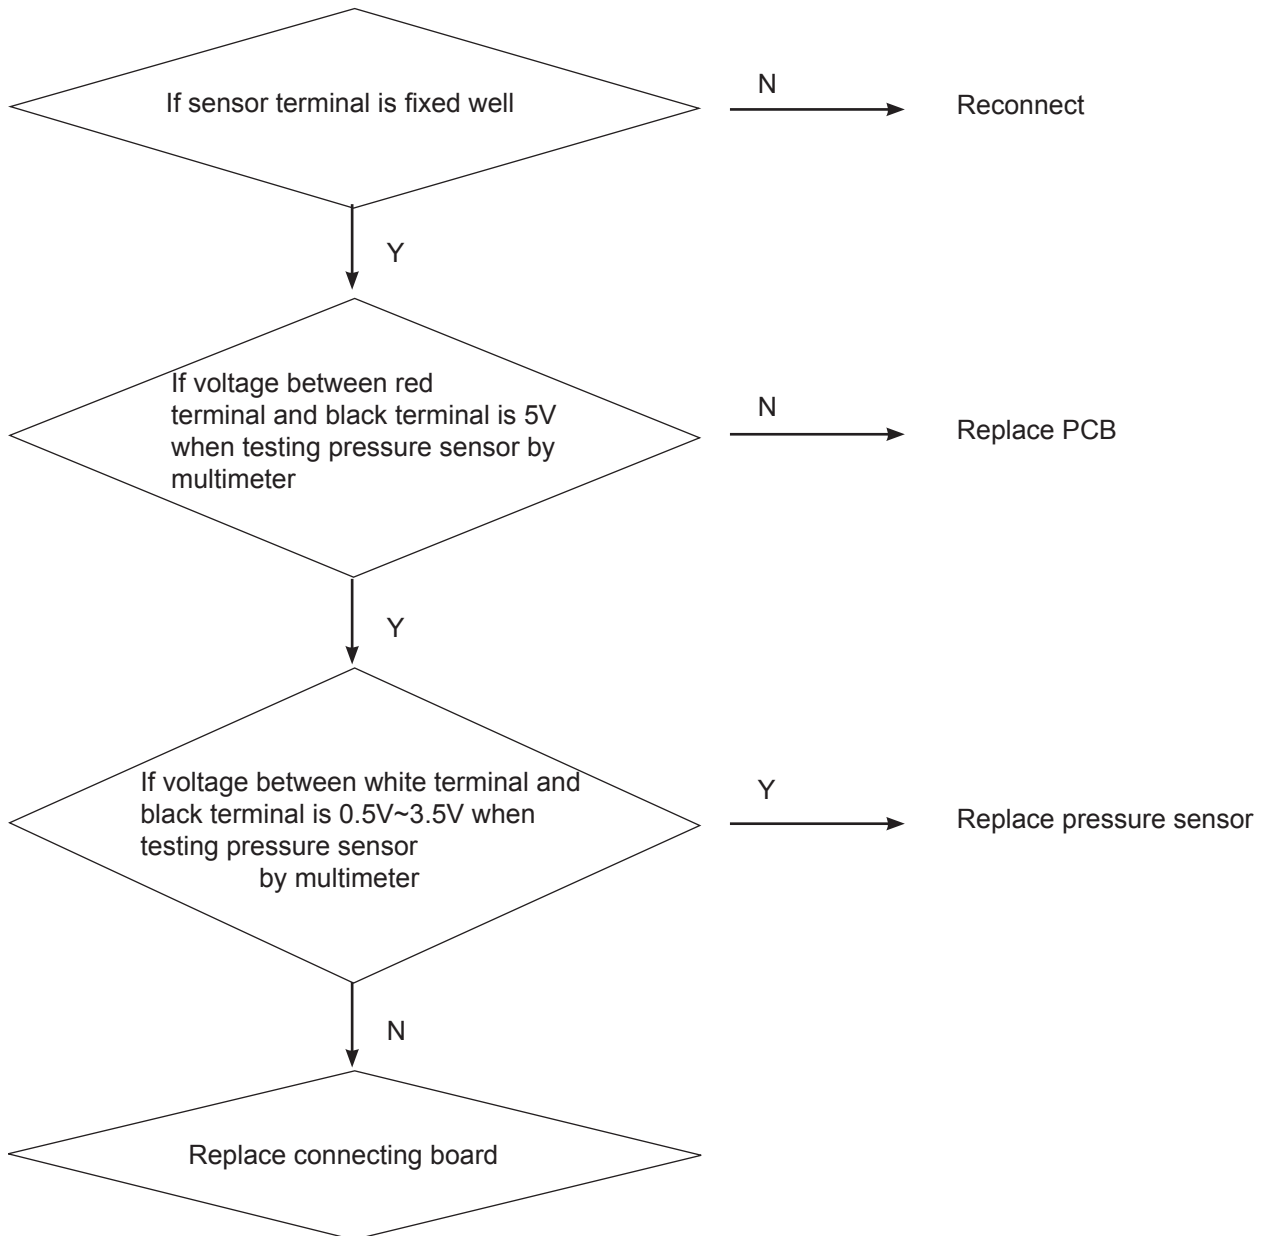 If sensor terminal is fixed well
N
Reconnect
Y
If voltage between red
terminal and black terminal is 5V
when testing pressure sensor by
multimeter
N
Replace PCB
Y
If voltage between white terminal and
black terminal is 0.5V~3.5V when
testing pressure sensor
by multimeter
Y
Replace pressure sensor
N
Replace connecting board